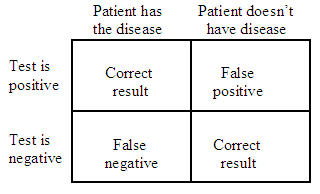 Patient has
the disease
Patient doesn't
have disease
Test is
positive
Correct
result
False
positive
Test is
negative
False
negative
Correct
result